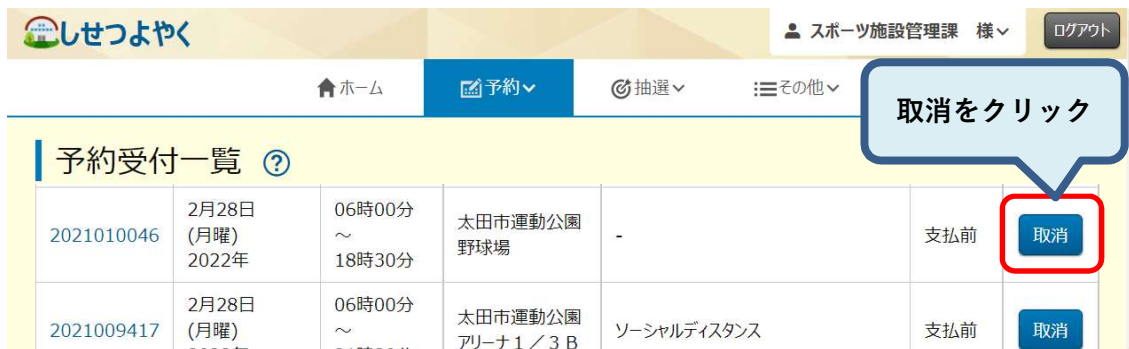 しせつよやく
スポーツ施設管理課 様
ログアウト
ホーム
予約
抽選
その他
取消をクリック
予約受付一覧 ?
2021010046
2月28日
(月曜)
2022年
06時00分
~
18時30分
太田市運動公園
野球場
-
支払前
取消
2021009417
2月28日
(月曜)
06時00分
~
太田市運動公園
アリーナ1/3B
ソーシャルディスタンス
支払前
取消